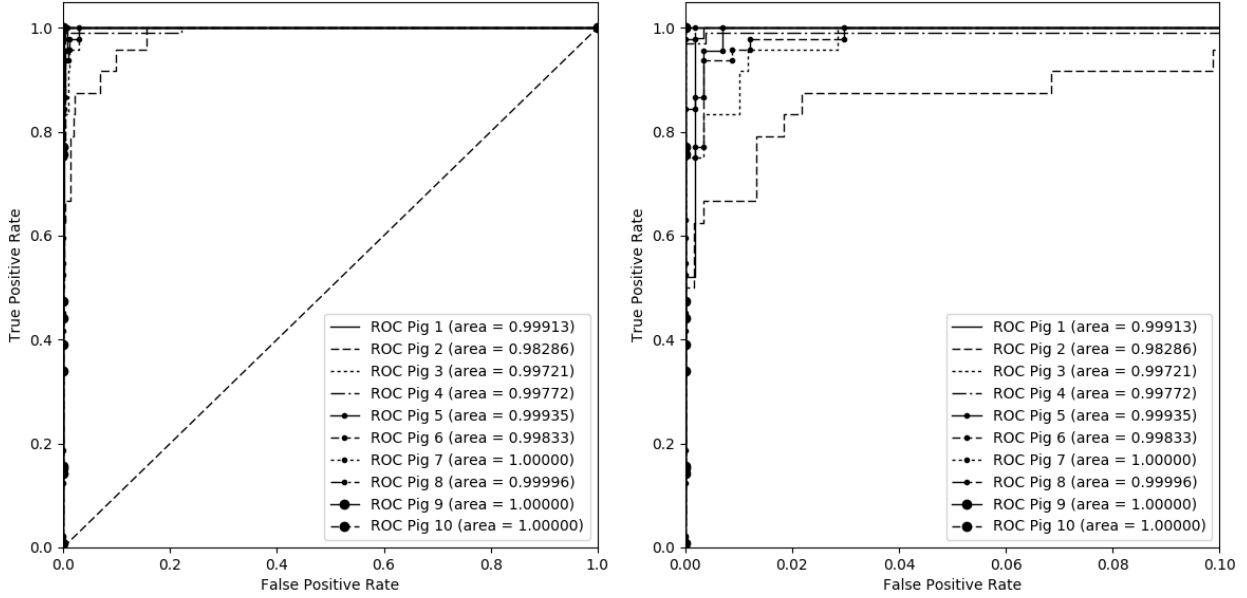 1.0
0.8
0.6
0.4
0.2
0.0
True Positive Rate
ROC Pig 1 (area = 0.99913)
ROC Pig 2 (area = 0.98286)
ROC Pig 3 (area = 0.99721)
ROC Pig 4 (area = 0.99772)
ROC Pig 5 (area = 0.99935)
ROC Pig 6 (area = 0.99833)
ROC Pig 7 (area = 1.00000)
ROC Pig 8 (area = 0.99996)
ROC Pig 9 (area = 1.00000)
ROC Pig 10 (area = 1.00000)
0.0 0.2 0.4 0.6 0.8 1.0
False Positive Rate
1.0
0.8
0.6
0.4
0.2
0.0
True Positive Rate
ROC Pig 1 (area = 0.99913)
ROC Pig 2 (area = 0.98286)
ROC Pig 3 (area = 0.99721)
ROC Pig 4 (area = 0.99772)
ROC Pig 5 (area = 0.99935)
ROC Pig 6 (area = 0.99833)
ROC Pig 7 (area = 1.00000)
ROC Pig 8 (area = 0.99996)
ROC Pig 9 (area = 1.00000)
ROC Pig 10 (area = 1.00000)
0.00 0.02 0.04 0.06 0.08 0.10
False Positive Rate